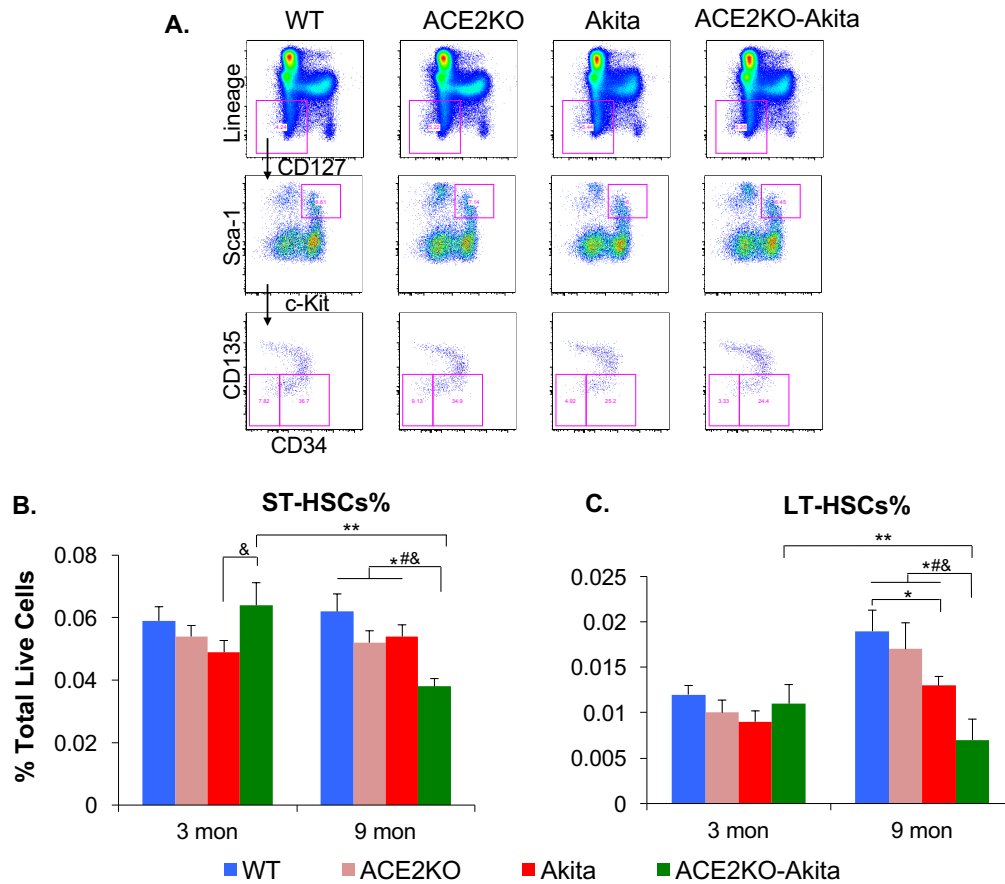 A.
WT ACE2KO Akita ACE2KO-Akita
Lineage
CD127
Sca-1
c-Kit
CD135
7.82 9.13 34.9 4.92 25.2 3.33 24.4
CD34
B. ST-HSCs% C. LT-HSCs%
** **
& *#& *#&
*
% Total Live Cells
0.08
0.06
0.04
0.02
0
0.025
0.02
0.015
0.01
0.005
0
3 mon 9 mon 3 mon 9 mon
WT ACE2KO Akita ACE2KO-Akita